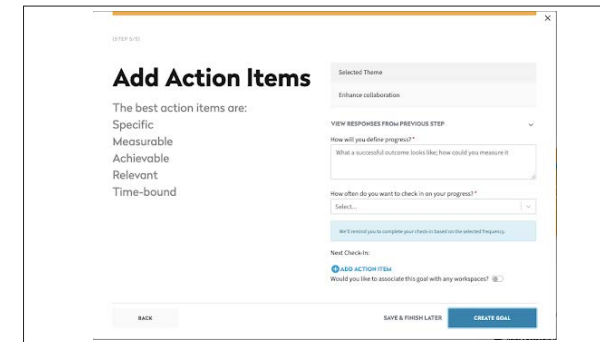 (STEP 5/5)
Add Action Items
The best action items are:
Specific
Measurable
Achievable
Relevant
Time-bound
Selected Theme
Enhance collaboration
VIEW RESPONSES FROM PREVIOUS STEP
How will you define progress? *
What a successful outcome looks like; how could you measure it
How often do you want to check in on your progress? *
Select...
We'll remind you to complete your check-in based on the selected frequency.
Next Check-In:
ADD ACTION ITEM
Would you like to associate this goal with any workspaces?
BACK
SAVE & FINISH LATER
CREATE GOAL